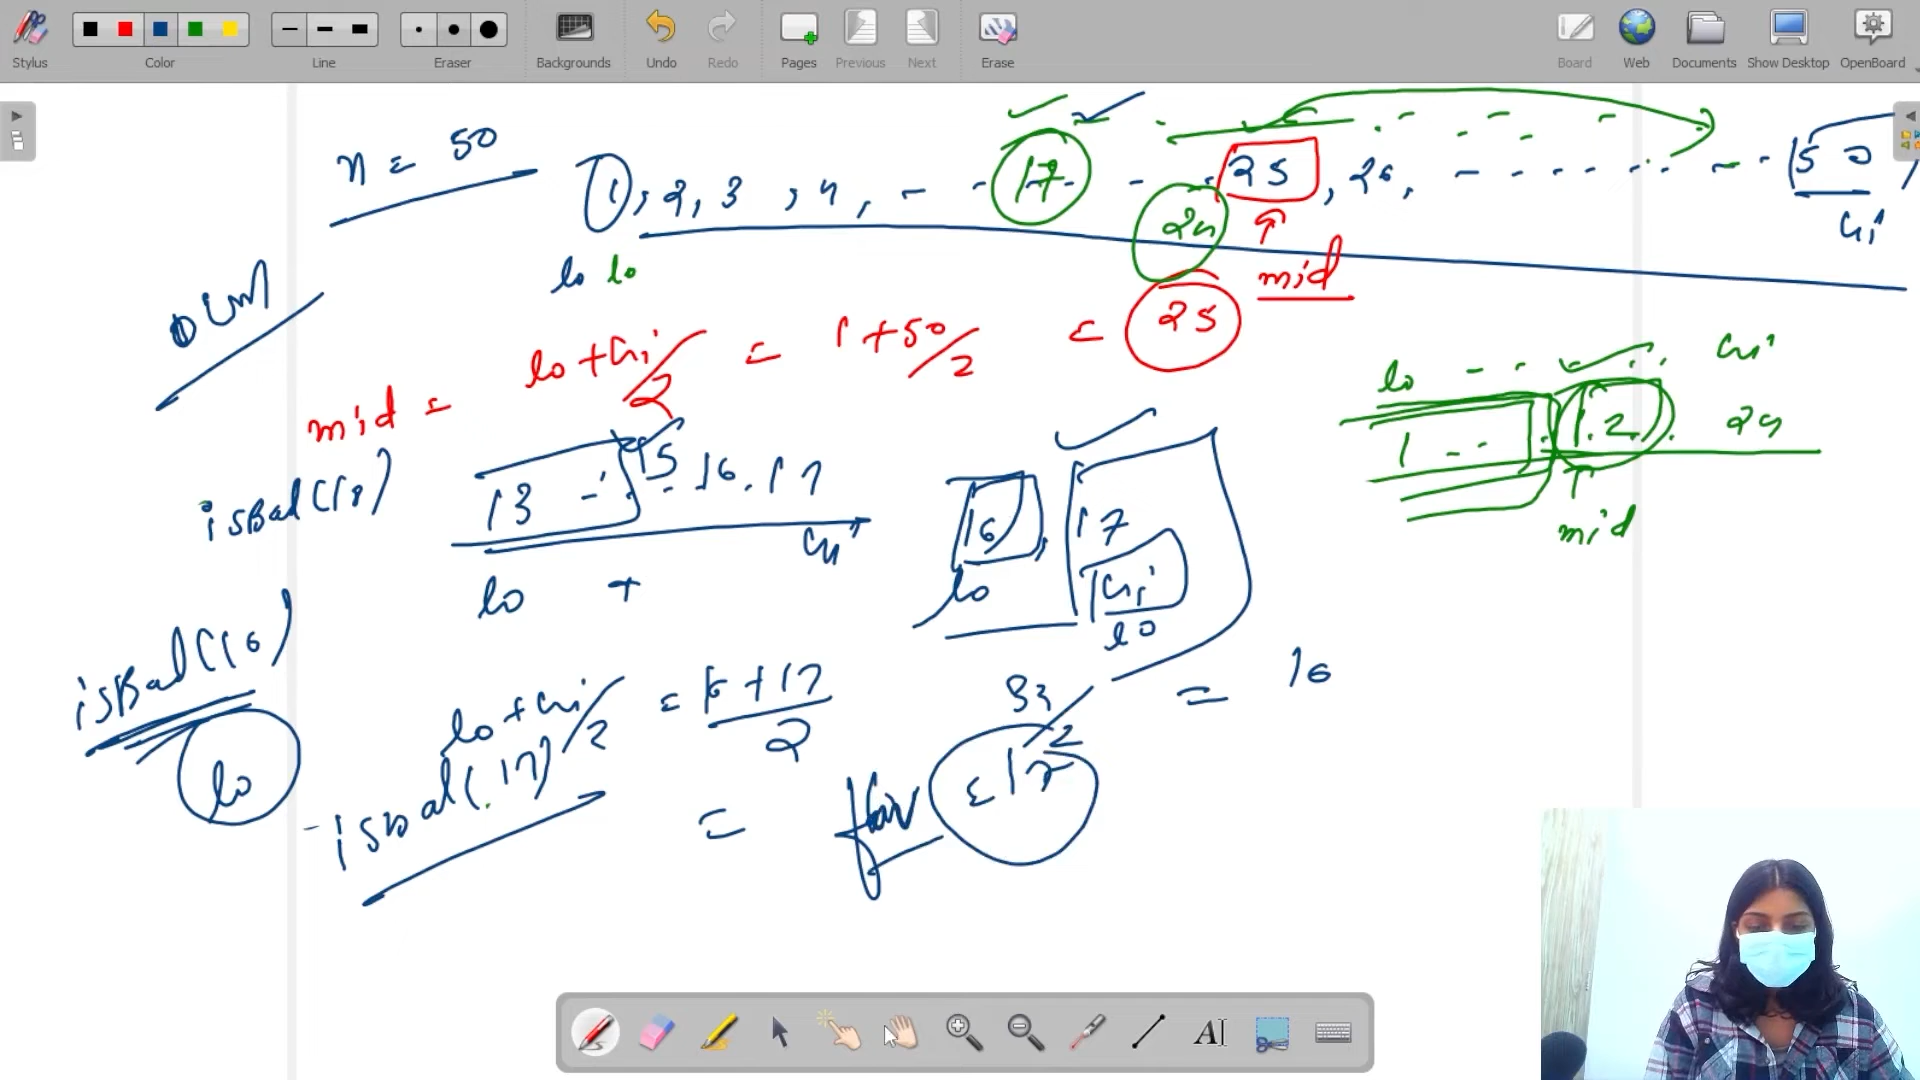 Stylus
Color
Line
Eraser
Backgrounds
Undo
Redo
Pages
Previous
Next
Erase
Board
Web
Documents
Show Desktop
OpenBoard
n = 50
1, 2, 3, 4, - - 17 - - 25, 26, - - - - - - - 50
24
hi
lo lo
mid
mid = lo + hi/2 = 1 + 50/2 = 25
lo - - hi
1 - - 12 24
mid
isBad(18)
13 - 15 16 17
lo + hi
16, 17
lo hi
lo
isBad(16)
lo
lo + hi/2 = + 17/2
33/2 = 16
isBad(17) =
= 17